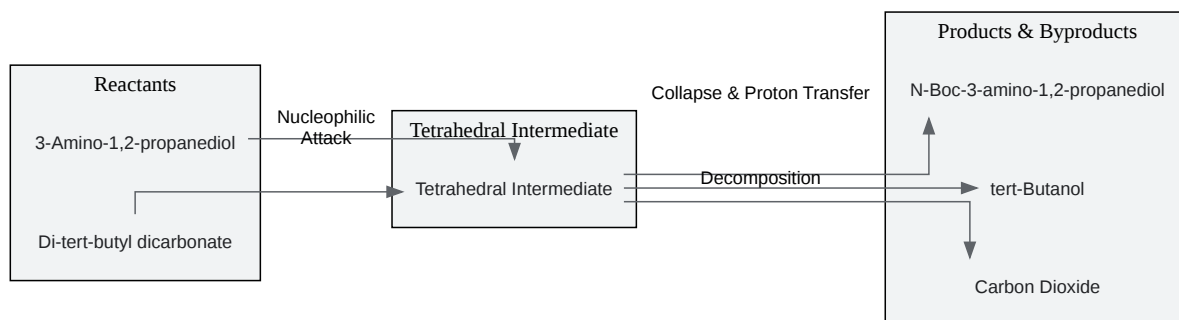 Products & Byproducts
Reactants
N-Boc-3-amino-1,2-propanediol
Collapse & Proton Transfer
Nucleophilic
Attack
Tetrahedral Intermediate
3-Amino-1,2-propanediol
Decomposition
Tetrahedral Intermediate
tert-Butanol
Di-tert-butyl dicarbonate
Carbon Dioxide